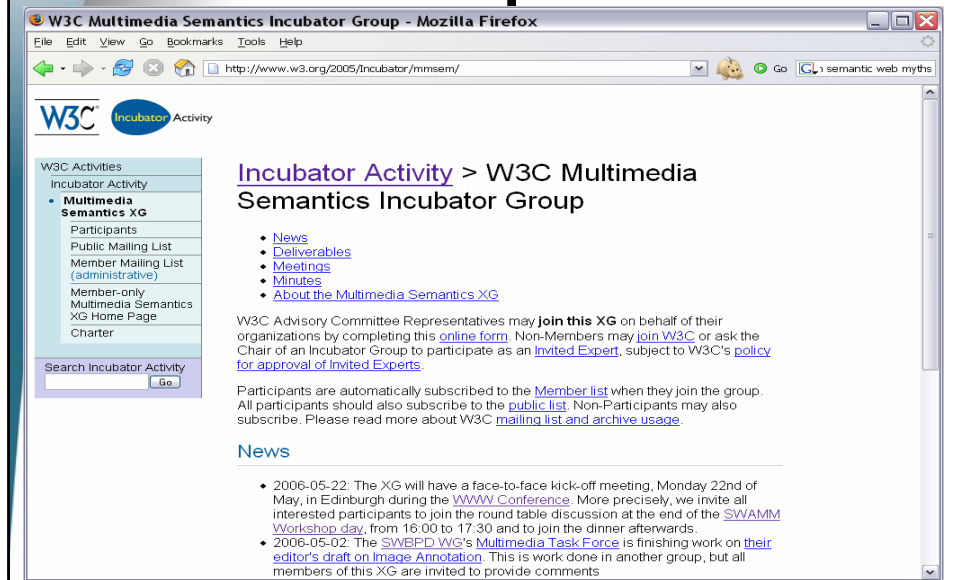 W3C Multimedia Semantics Incubator Group - Mozilla Firefox
File Edit View Go Bookmarks Tools Help
http://www.w3.org/2005/Incubator/mmsem/ Go semantic web myths
W3C Incubator Activity
W3C Activities
Incubator Activity
• Multimedia
Semantics XG
Participants
Public Mailing List
Member Mailing List
(administrative)
Member-only
Multimedia Semantics
XG Home Page
Charter
Search Incubator Activity
Go
Incubator Activity > W3C Multimedia
Semantics Incubator Group
• News
• Deliverables
• Meetings
• Minutes
• About the Multimedia Semantics XG
W3C Advisory Committee Representatives may join this XG on behalf of their
organizations by completing this online form. Non-Members may join W3C or ask the
Chair of an Incubator Group to participate as an Invited Expert, subject to W3C's policy
for approval of Invited Experts.
Participants are automatically subscribed to the Member list when they join the group.
All participants should also subscribe to the public list. Non-Participants may also
subscribe. Please read more about W3C mailing list and archive usage.
News
• 2006-05-22: The XG will have a face-to-face kick-off meeting, Monday 22nd of
May, in Edinburgh during the WWW Conference. More precisely, we invite all
interested participants to join the round table discussion at the end of the SWAMM
Workshop day, from 16:00 to 17:30 and to join the dinner afterwards.
• 2006-05-02: The SWBPD WG's Multimedia Task Force is finishing work on their
editor's draft on Image Annotation. This is work done in another group, but all
members of this XG are invited to provide comments